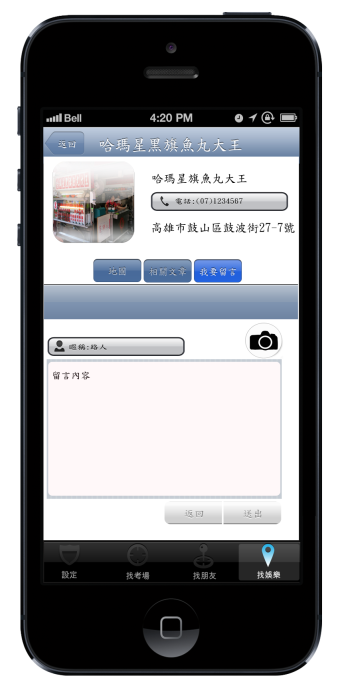 Bell 4:20 PM
返回 哈瑪星黑旗魚丸大王
哈瑪星旗魚丸大王
電話:(07)1234567
高雄市鼓山區鼓波街27-7號
地圖 相關文章 我要留言
暱稱:路人
留言內容
返回 送出
設定 找考場 找朋友 找娛樂